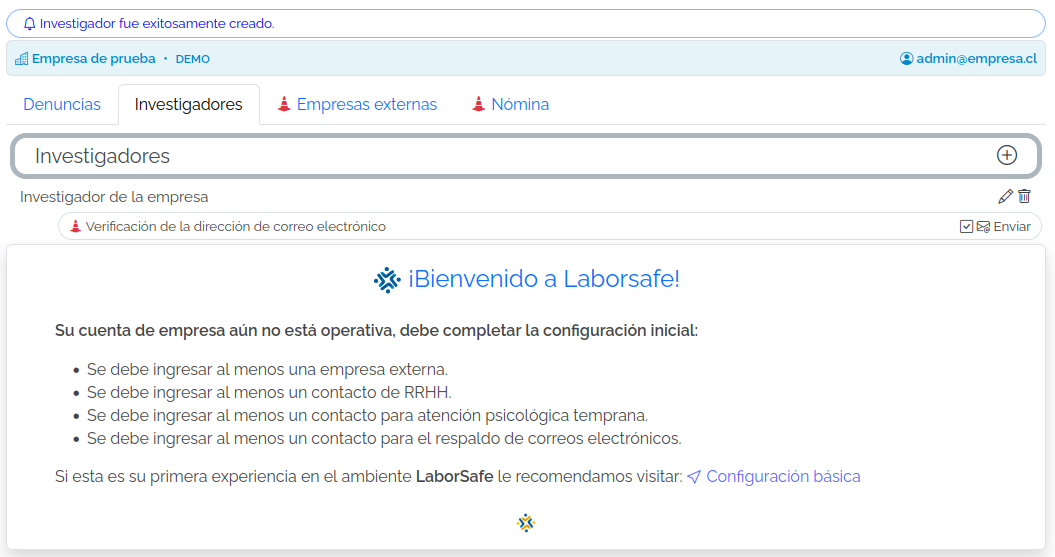 Investigador fue exitosamente creado.
Empresa de prueba · DEMO admin@empresa.cl
Denuncias Investigadores Empresas externas Nómina
Investigadores
Investigador de la empresa
Verificación de la dirección de correo electrónico Enviar
¡Bienvenido a Laborsafe!
Su cuenta de empresa aún no está operativa, debe completar la configuración inicial:
• Se debe ingresar al menos una empresa externa.
• Se debe ingresar al menos un contacto de RRHH.
• Se debe ingresar al menos un contacto para atención psicológica temprana.
• Se debe ingresar al menos un contacto para el respaldo de correos electrónicos.
Si esta es su primera experiencia en el ambiente LaborSafe le recomendamos visitar: Configuración básica